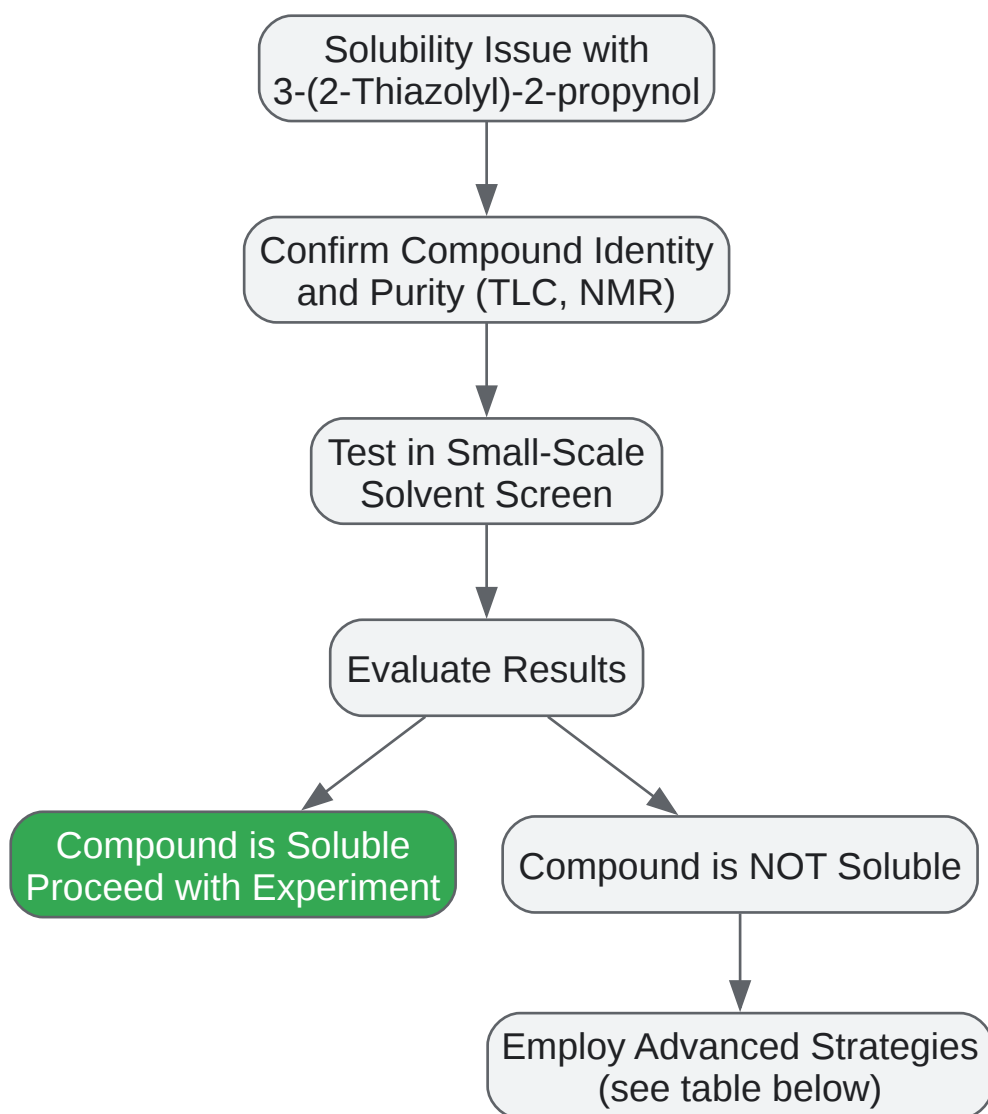 Solubility Issue with
3-(2-Thiazolyl)-2-propynol
Confirm Compound Identity
and Purity (TLC, NMR)
Test in Small-Scale
Solvent Screen
Evaluate Results
Compound is Soluble
Proceed with Experiment
Compound is NOT Soluble
Employ Advanced Strategies
(see table below)